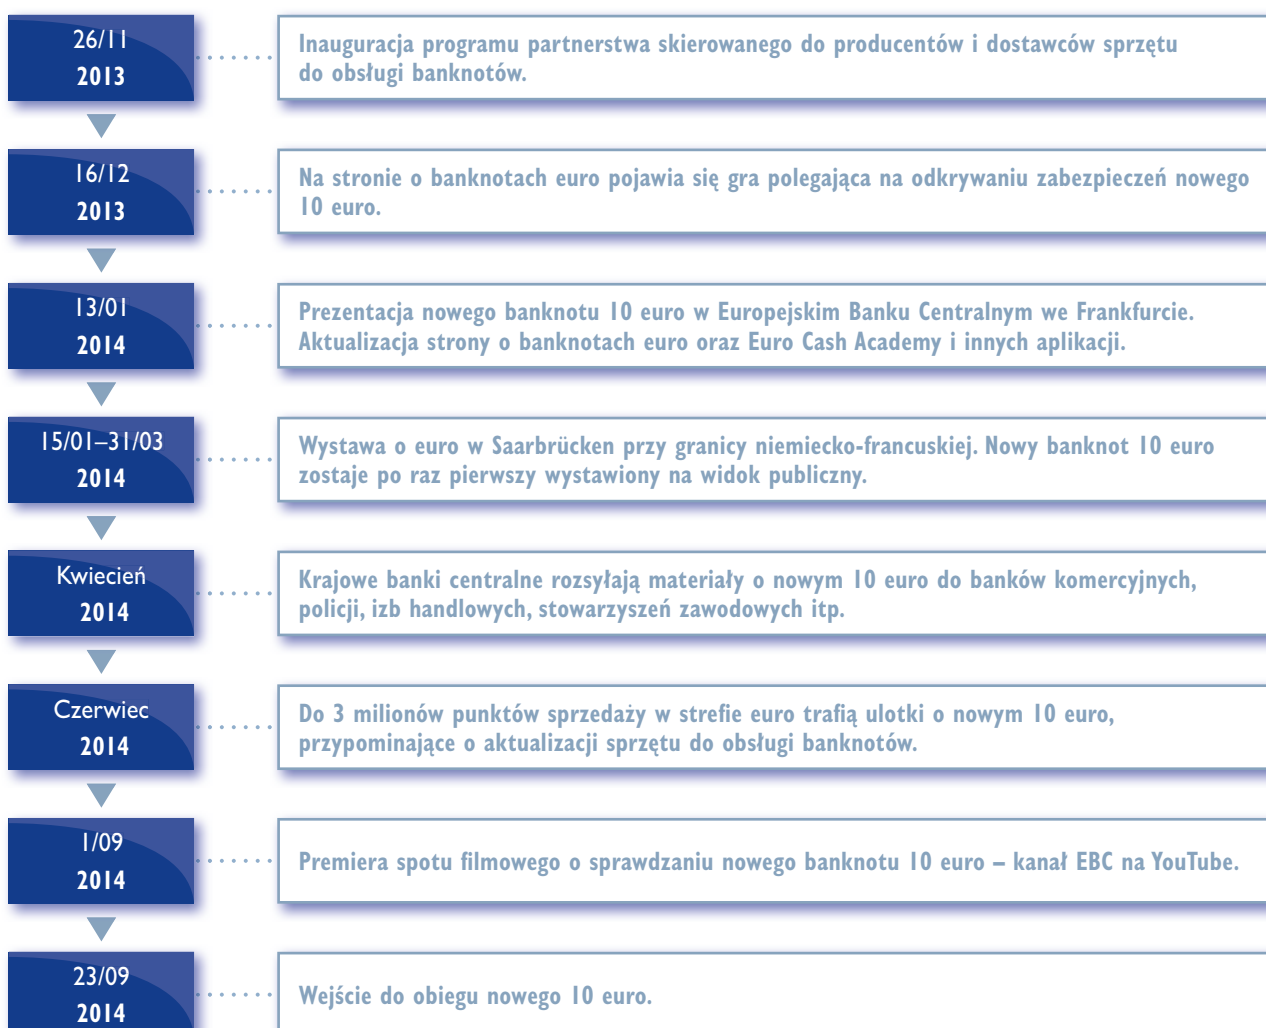 26/11
2013
Inauguracja programu partnerstwa skierowanego do producentów i dostawców sprzętu
do obsługi banknotów.
16/12
2013
Na stronie o banknotach euro pojawia się gra polegająca na odkrywaniu zabezpieczeń nowego
10 euro.
13/01
2014
Prezentacja nowego banknotu 10 euro w Europejskim Banku Centralnym we Frankfurcie.
Aktualizacja strony o banknotach euro oraz Euro Cash Academy i innych aplikacji.
15/01–31/03
2014
Wystawa o euro w Saarbrücken przy granicy niemiecko-francuskiej. Nowy banknot 10 euro
zostaje po raz pierwszy wystawiony na widok publiczny.
Kwiecień
2014
Krajowe banki centralne rozsyłają materiały o nowym 10 euro do banków komercyjnych,
policji, izb handlowych, stowarzyszeń zawodowych itp.
Czerwiec
2014
Do 3 milionów punktów sprzedaży w strefie euro trafią ulotki o nowym 10 euro,
przypominające o aktualizacji sprzętu do obsługi banknotów.
1/09
2014
Premiera spotu filmowego o sprawdzaniu nowego banknotu 10 euro – kanał EBC na YouTube.
23/09
2014
Wejście do obiegu nowego 10 euro.